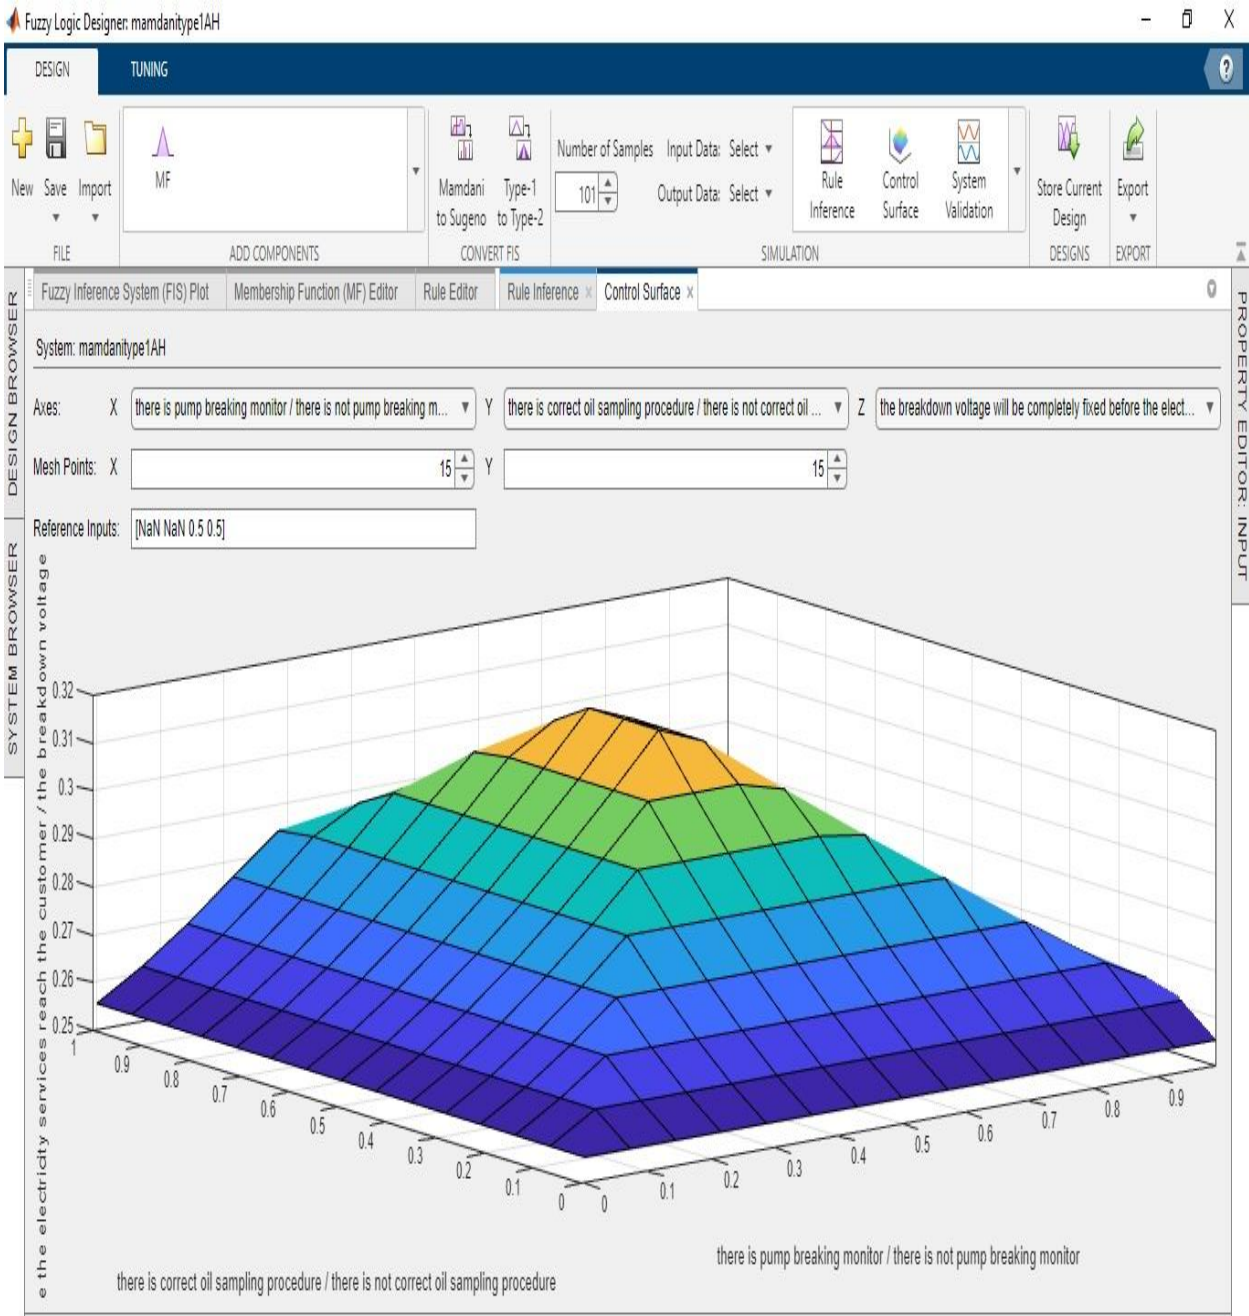 Fuzzy Logic Designer: mamdanitype1AH
DESIGN TUNING
New Save Import
MF
Mamdani to Sugeno
Type-1 to Type-2
Number of Samples Input Data: Select
101 Output Data: Select
Rule Inference
Control Surface
System Validation
Store Current Design
Export
FILE ADD COMPONENTS CONVERT FIS SIMULATION DESIGNS EXPORT
DESIGN BROWSER
SYSTEM BROWSER
PROPERTY EDITOR: INPUT
Fuzzy Inference System (FIS) Plot Membership Function (MF) Editor Rule Editor Rule Inference × Control Surface ×
System: mamdanitype1AH
Axes: X there is pump breaking monitor / there is not pump breaking m... Y there is correct oil sampling procedure / there is not correct oil ... Z the breakdown voltage will be completely fixed before the elect...
Mesh Points: X 15 Y 15
Reference Inputs: [NaN NaN 0.5 0.5]
e the electricity services reach the customer / the breakdown voltage
0.32
0.31
0.3
0.29
0.28
0.27
0.26
0.25
1 0.9 0.8 0.7 0.6 0.5 0.4 0.3 0.2 0.1 0
0 0.1 0.2 0.3 0.4 0.5 0.6 0.7 0.8 0.9
there is pump breaking monitor / there is not pump breaking monitor
there is correct oil sampling procedure / there is not correct oil sampling procedure